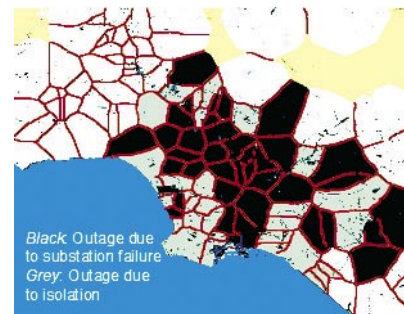 Black: Outage due
to substation failure
Grey: Outage due
to isolation